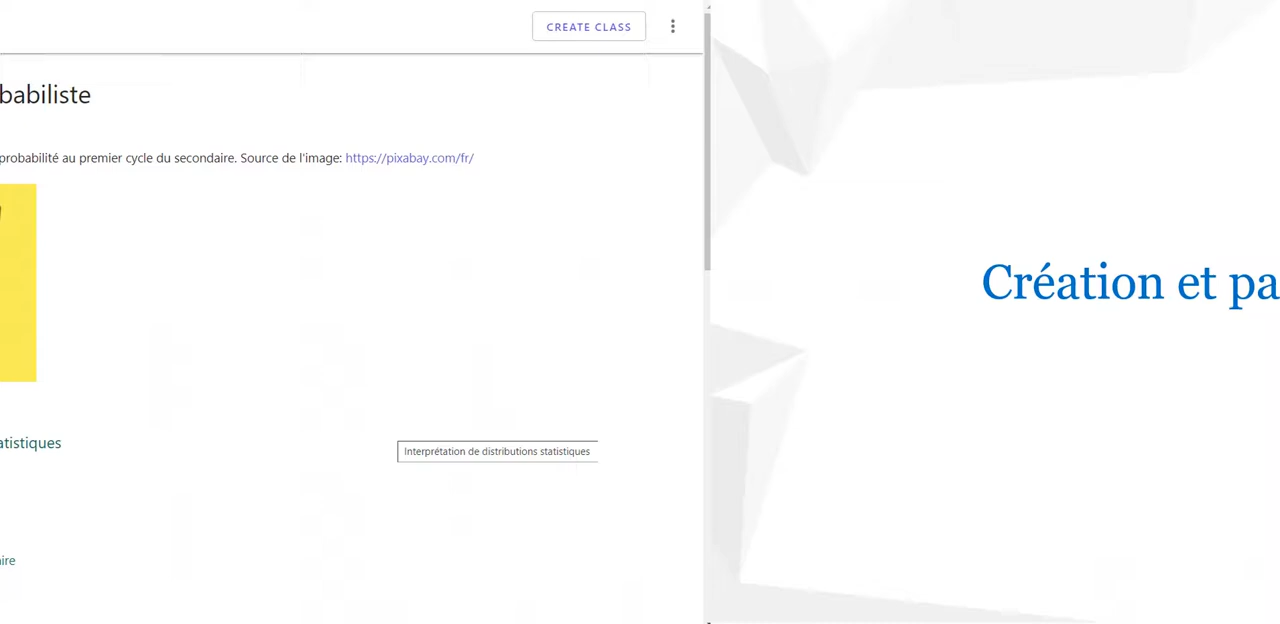 CREATE CLASS
babiliste
probabilité au premier cycle du secondaire. Source de l'image: https://pixabay.com/fr/
Création et pa
atistiques
Interprétation de distributions statistiques
aire